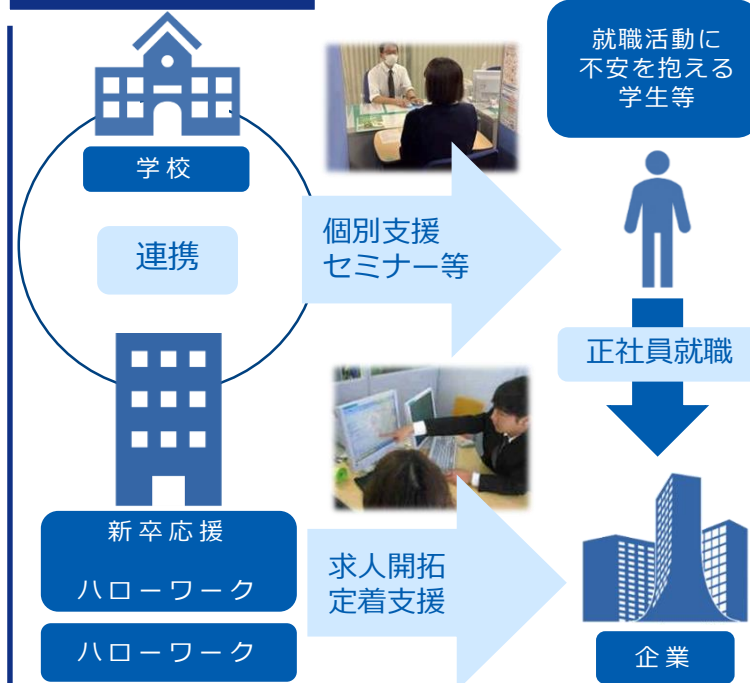 学校
連携
個別支援
セミナー等
就職活動に
不安を抱える
学生等
正社員就職
新卒応援
ハローワーク
ハローワーク
求人開拓
定着支援
企業